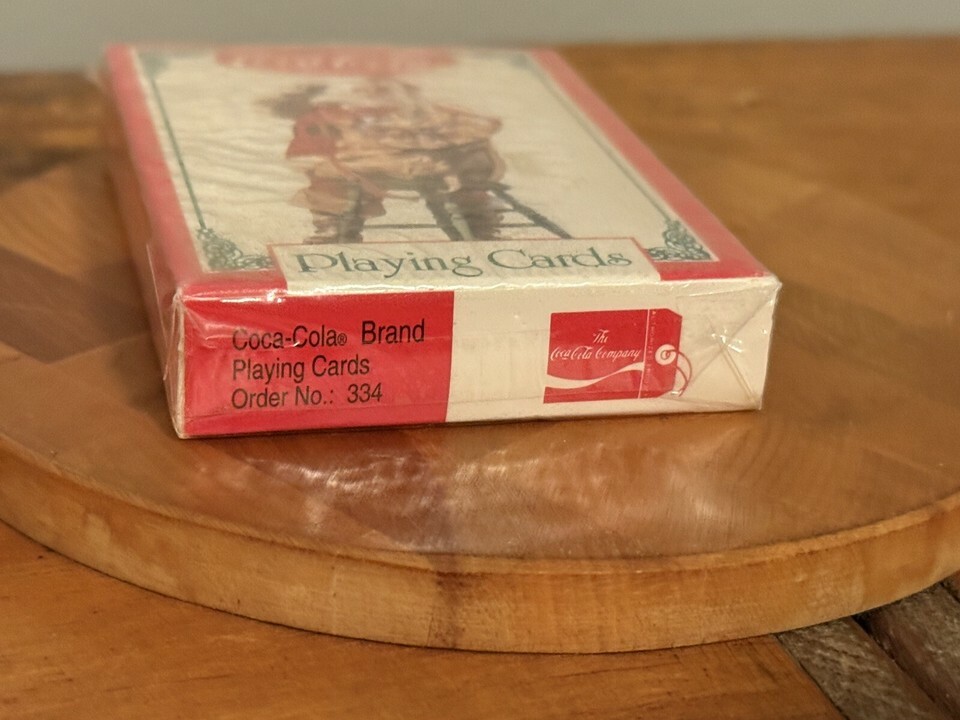 Playing Cards
Coca-Cola® Brand
Playing Cards
Order No.: 334
The
Coca-Cola Company